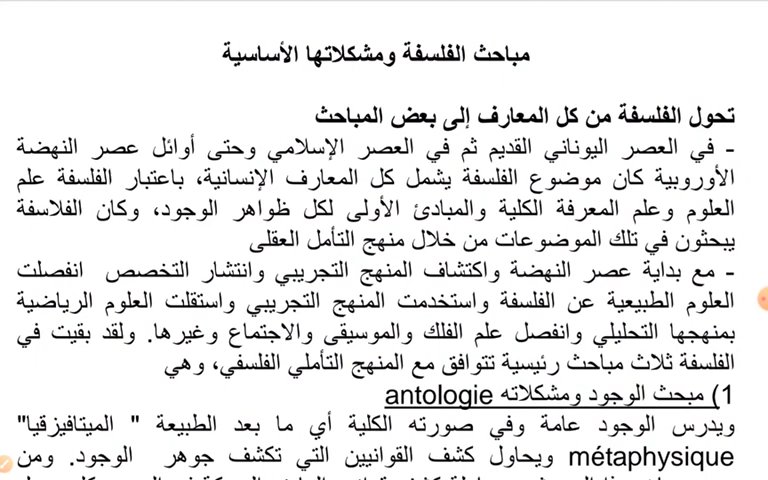 مباحث الفلسفة ومشكلاتها الأساسية
تحول الفلسفة من كل المعارف إلى بعض المباحث
- في العصر اليوناني القديم ثم في العصر الإسلامي وحتى أوائل عصر النهضة
الأوروبية كان موضوع الفلسفة يشمل كل المعارف الإنسانية، باعتبار الفلسفة علم
العلوم وعلم المعرفة الكلية والمبادئ الأولى لكل ظواهر الوجود، وكان الفلاسفة
يبحثون في تلك الموضوعات من خلال منهج التأمل العقلى
- مع بداية عصر النهضة واكتشاف المنهج التجريبي وانتشار التخصص انفصلت
العلوم الطبيعية عن الفلسفة واستخدمت المنهج التجريبي واستقلت العلوم الرياضية
بمنهجها التحليلي وانفصل علم الفلك والموسيقى والاجتماع وغيرها. ولقد بقيت في
الفلسفة ثلاث مباحث رئيسية تتوافق مع المنهج التأملي الفلسفي، وهي
1) مبحث الوجود ومشكلاته antologie
ويدرس الوجود عامة وفي صورته الكلية أي ما بعد الطبيعة " الميتافيزقيا"
métaphysique ويحاول كشف القوانيين التي تكشف جوهر الوجود. ومن